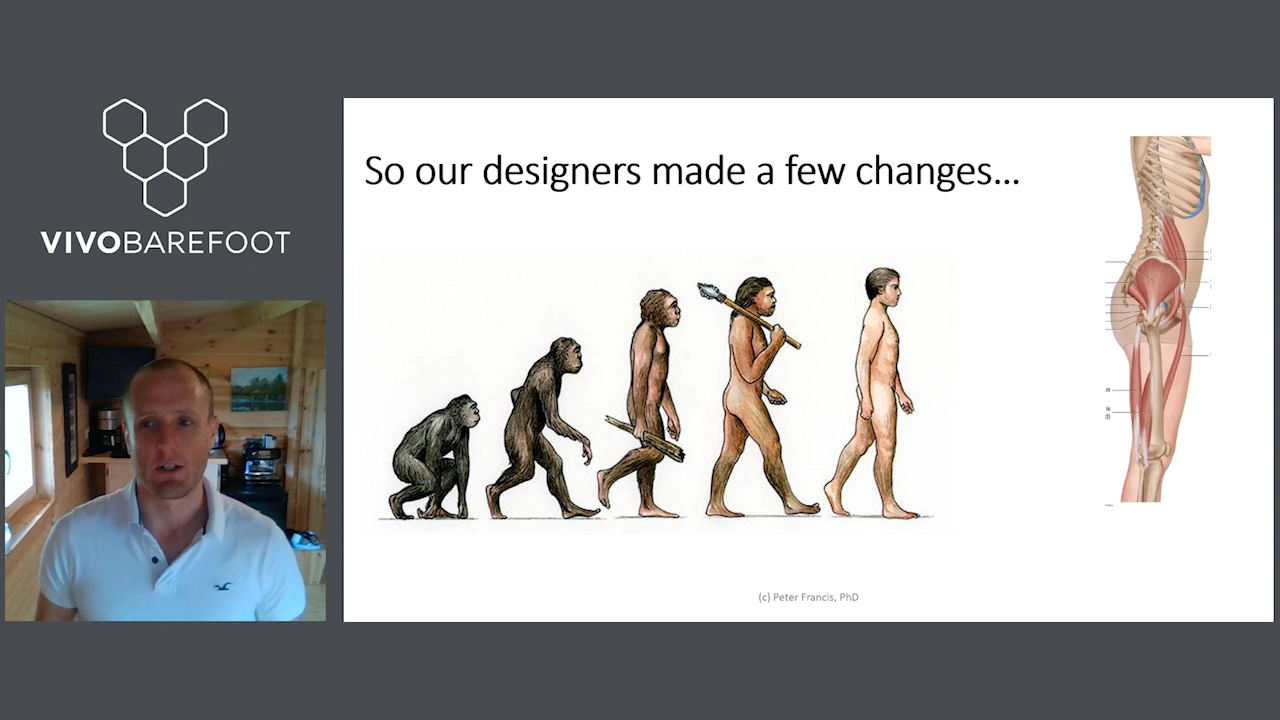 VIVOBAREFOOT
So our designers made a few changes...
(c) Peter Francis, PhD